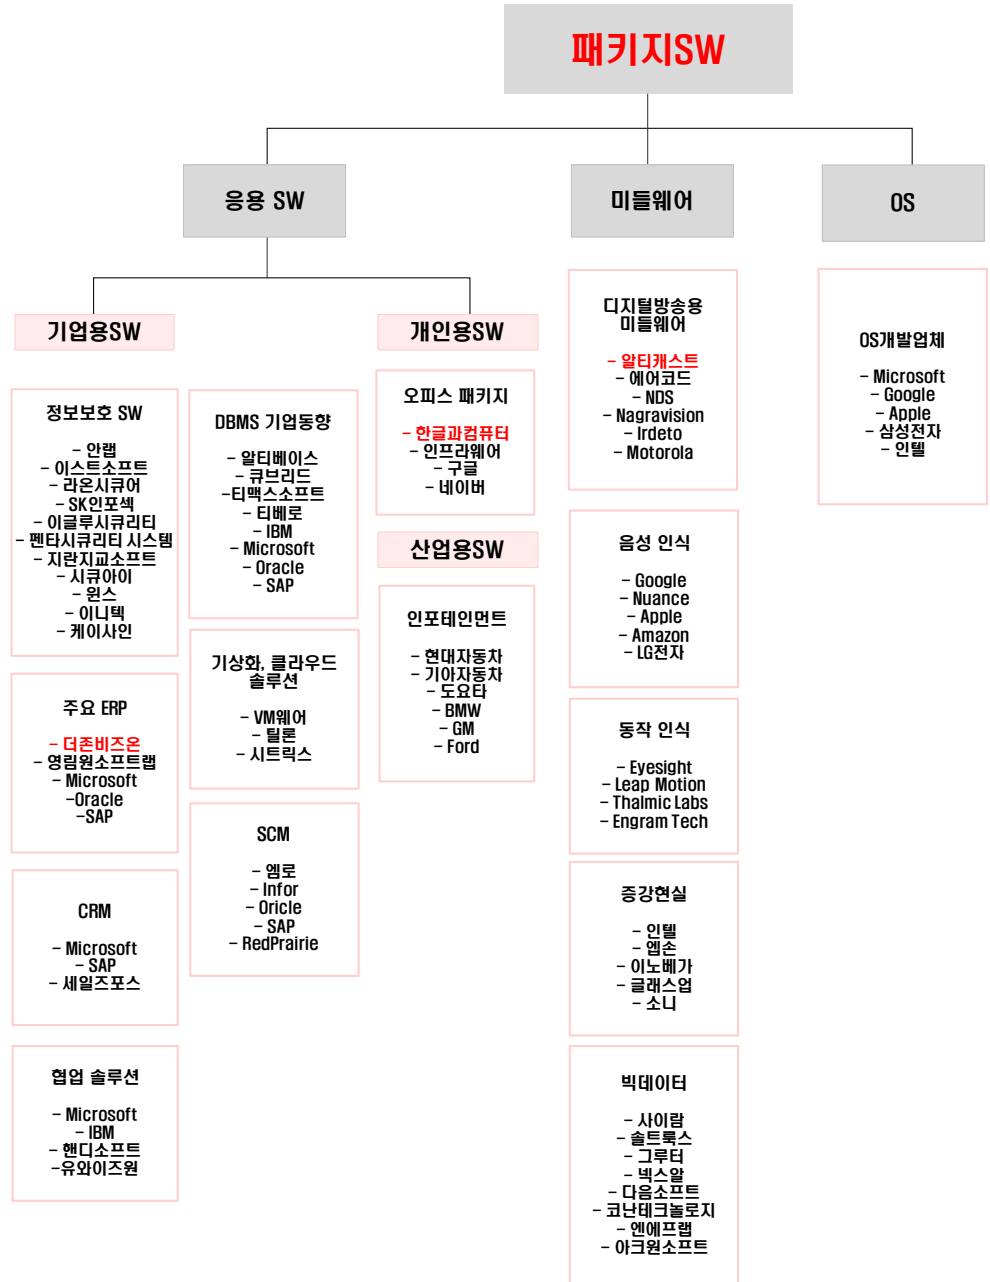 패키지SW
응용 SW
미들웨어
OS
기업용SW
정보보호 SW
- 안랩
- 이스트소프트
- 라온시큐어
- SK인포섹
- 이글루시큐리티
- 펜타시큐리티 시스템
- 지란지교소프트
- 시큐아이
- 윈스
- 이니텍
- 케이사인
주요 ERP
- 더존비즈온
- 영림원소프트랩
- Microsoft
-Oracle
-SAP
CRM
- Microsoft
- SAP
- 세일즈포스
협업 솔루션
- Microsoft
- IBM
- 핸디소프트
-유와이즈원
DBMS 기업동향
- 알티베이스
- 큐브리드
-티맥스소프트
- 티베로
- IBM
- Microsoft
- Oracle
- SAP
기상화, 클라우드
솔루션
- VM웨어
- 틸론
- 시트릭스
SCM
- 엠로
- Infor
- Oricle
- SAP
- RedPrairie
개인용SW
오피스 패키지
- 한글과컴퓨터
- 인프라웨어
- 구글
- 네이버
산업용SW
인포테인먼트
- 현대자동차
- 기아자동차
- 도요타
- BMW
- GM
- Ford
디지털방송용
미들웨어
- 알티캐스트
- 에어코드
- NDS
- Nagravision
- Irdeto
- Motorola
음성 인식
- Google
- Nuance
- Apple
- Amazon
- LG전자
동작 인식
- Eyesight
- Leap Motion
- Thalmic Labs
- Engram Tech
증강현실
- 인텔
- 엡손
- 이노베가
- 글래스업
- 소니
빅데이터
- 사이람
- 솔트룩스
- 그루터
- 넥스알
- 다음소프트
- 코난테크놀로지
- 엔에프랩
- 아크원소프트
OS개발업체
- Microsoft
- Google
- Apple
- 삼성전자
- 인텔